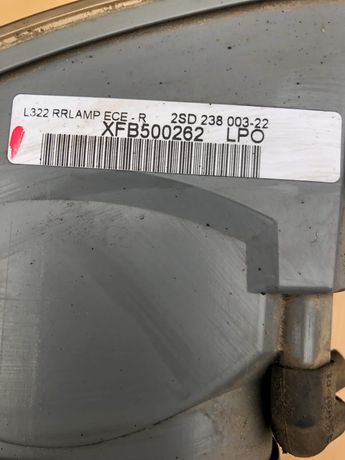 L322 RRLAMP ECE - R 2SD 238 003-22
XFB500262 LPO